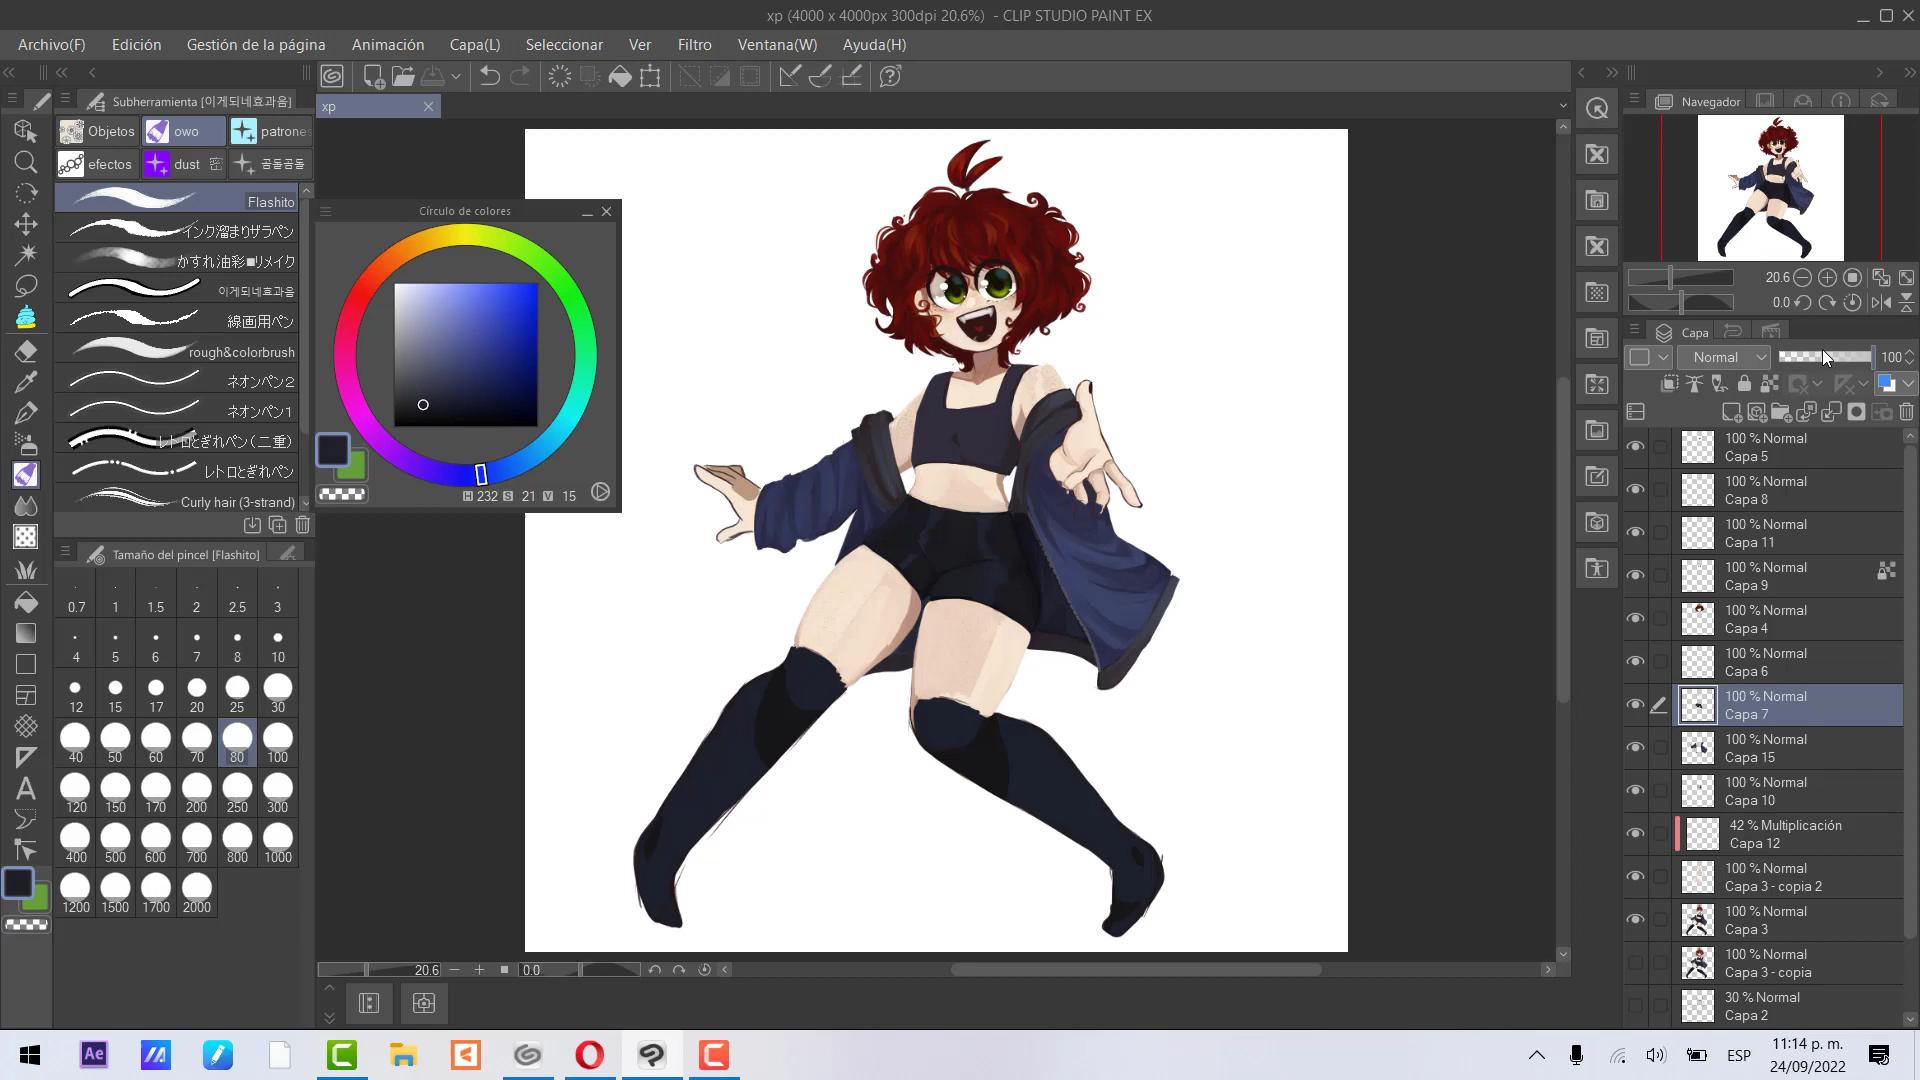 xp (4000 x 4000px 300dpi 20.6%) - CLIP STUDIO PAINT EX
Archivo(F) Edición Gestión de la página Animación Capa(L) Seleccionar Ver Filtro Ventana(W) Ayuda(H)
Subherramienta [이게되네효과음]
xp
Navegador
Objetos owo patrones
efectos dust 공돌공돌
Flashito
インク溜まりザラペン
かすれ油彩■リメイク
이게되네효과음
線画用ペン
rough&colorbrush
ネオンペン2
ネオンペン1
レトロとぎれペン(二重)
レトロとぎれペン
Curly hair (3-strand)
Círculo de colores
H 232 S 21 V 15
Tamaño del pincel [Flashito]
0.7 1 1.5 2 2.5 3
4 5 6 7 8 10
12 15 17 20 25 30
40 50 60 70 80 100
120 150 170 200 250 300
400 500 600 700 800 1000
1200 1500 1700 2000
20.6
0.0
Capa
Normal 100
100 % Normal
Capa 5
100 % Normal
Capa 8
100 % Normal
Capa 11
100 % Normal
Capa 9
100 % Normal
Capa 4
100 % Normal
Capa 6
100 % Normal
Capa 7
100 % Normal
Capa 15
100 % Normal
Capa 10
42 % Multiplicación
Capa 12
100 % Normal
Capa 3 - copia 2
100 % Normal
Capa 3
100 % Normal
Capa 3 - copia
30 % Normal
Capa 2
20.6 0.0
Ae
ESP
11:14 p. m.
24/09/2022